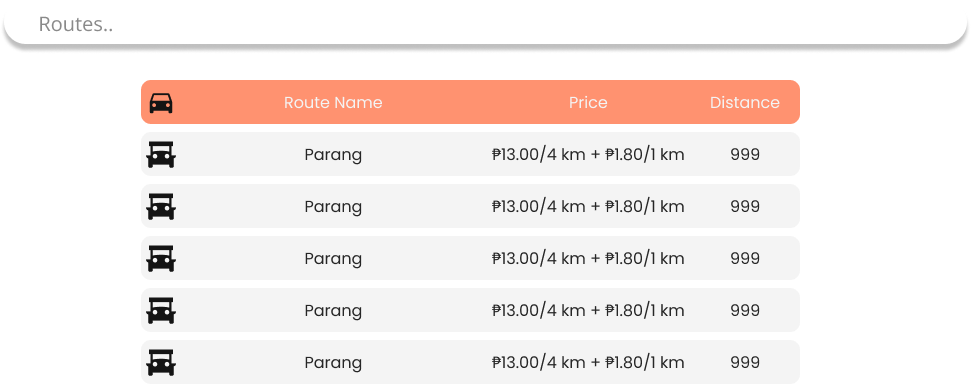 Routes..
Route Name Price Distance
Parang ₱13.00/4 km + ₱1.80/1 km 999
Parang ₱13.00/4 km + ₱1.80/1 km 999
Parang ₱13.00/4 km + ₱1.80/1 km 999
Parang ₱13.00/4 km + ₱1.80/1 km 999
Parang ₱13.00/4 km + ₱1.80/1 km 999